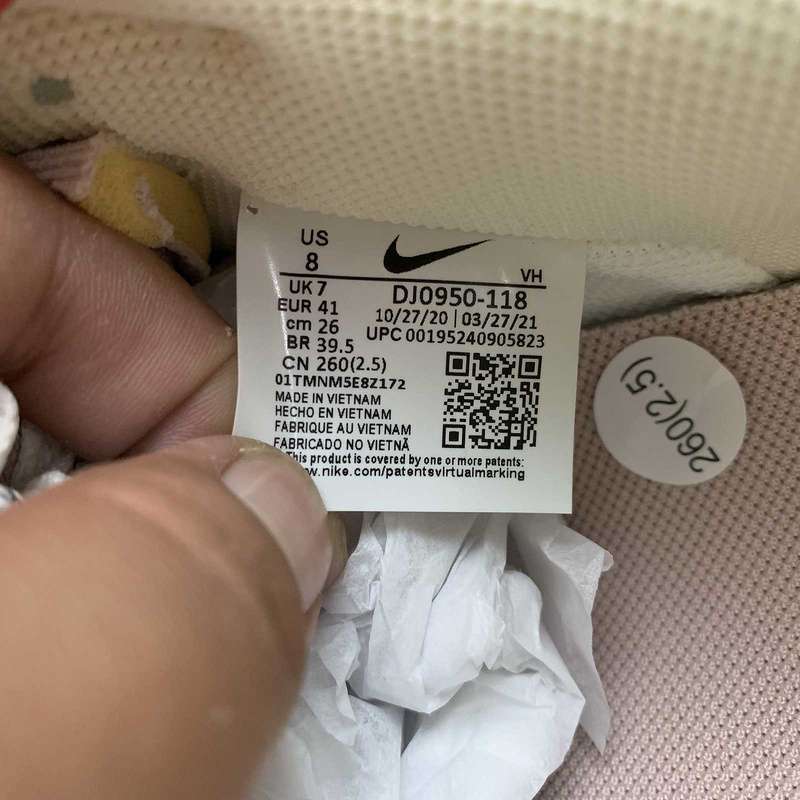 US
8
VH
UK 7
EUR 41
cm 26
BR 39.5
CN 260(2.5)
DJ0950-118
10/27/20 | 03/27/21
UPC 00195240905823
01TMNM5E8Z172
MADE IN VIETNAM
HECHO EN VIETNAM
FABRIQUE AU VIETNAM
FABRICADO NO VIETNÃ
This product is covered by one or more patents:
www.nike.com/patentsvirtualmarking
260(2.5)